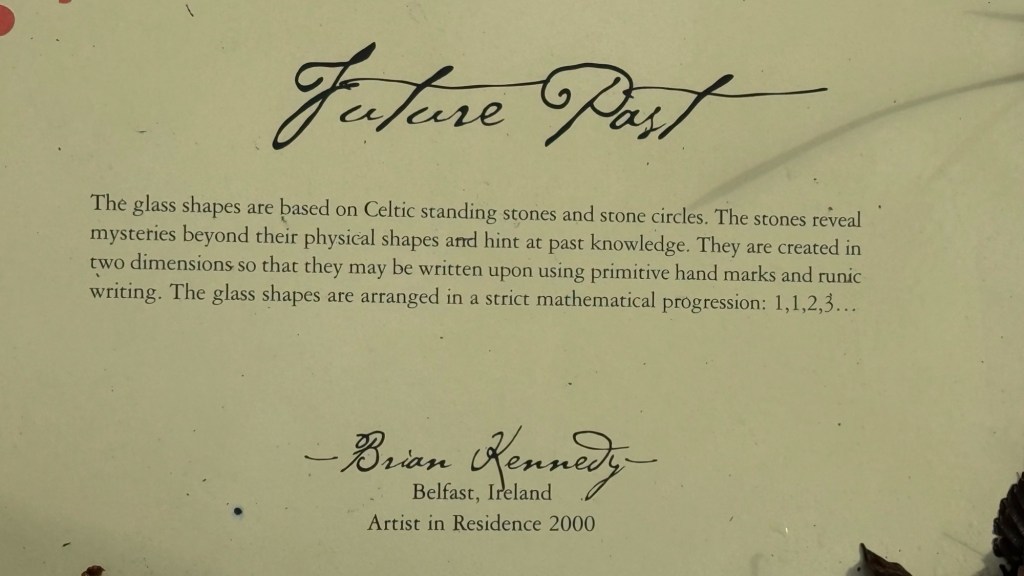 Future Past
The glass shapes are based on Celtic standing stones and stone circles. The stones reveal
mysteries beyond their physical shapes and hint at past knowledge. They are created in
two dimensions so that they may be written upon using primitive hand marks and runic
writing. The glass shapes are arranged in a strict mathematical progression: 1,1,2,3...
—Brian Kennedy—
Belfast, Ireland
Artist in Residence 2000